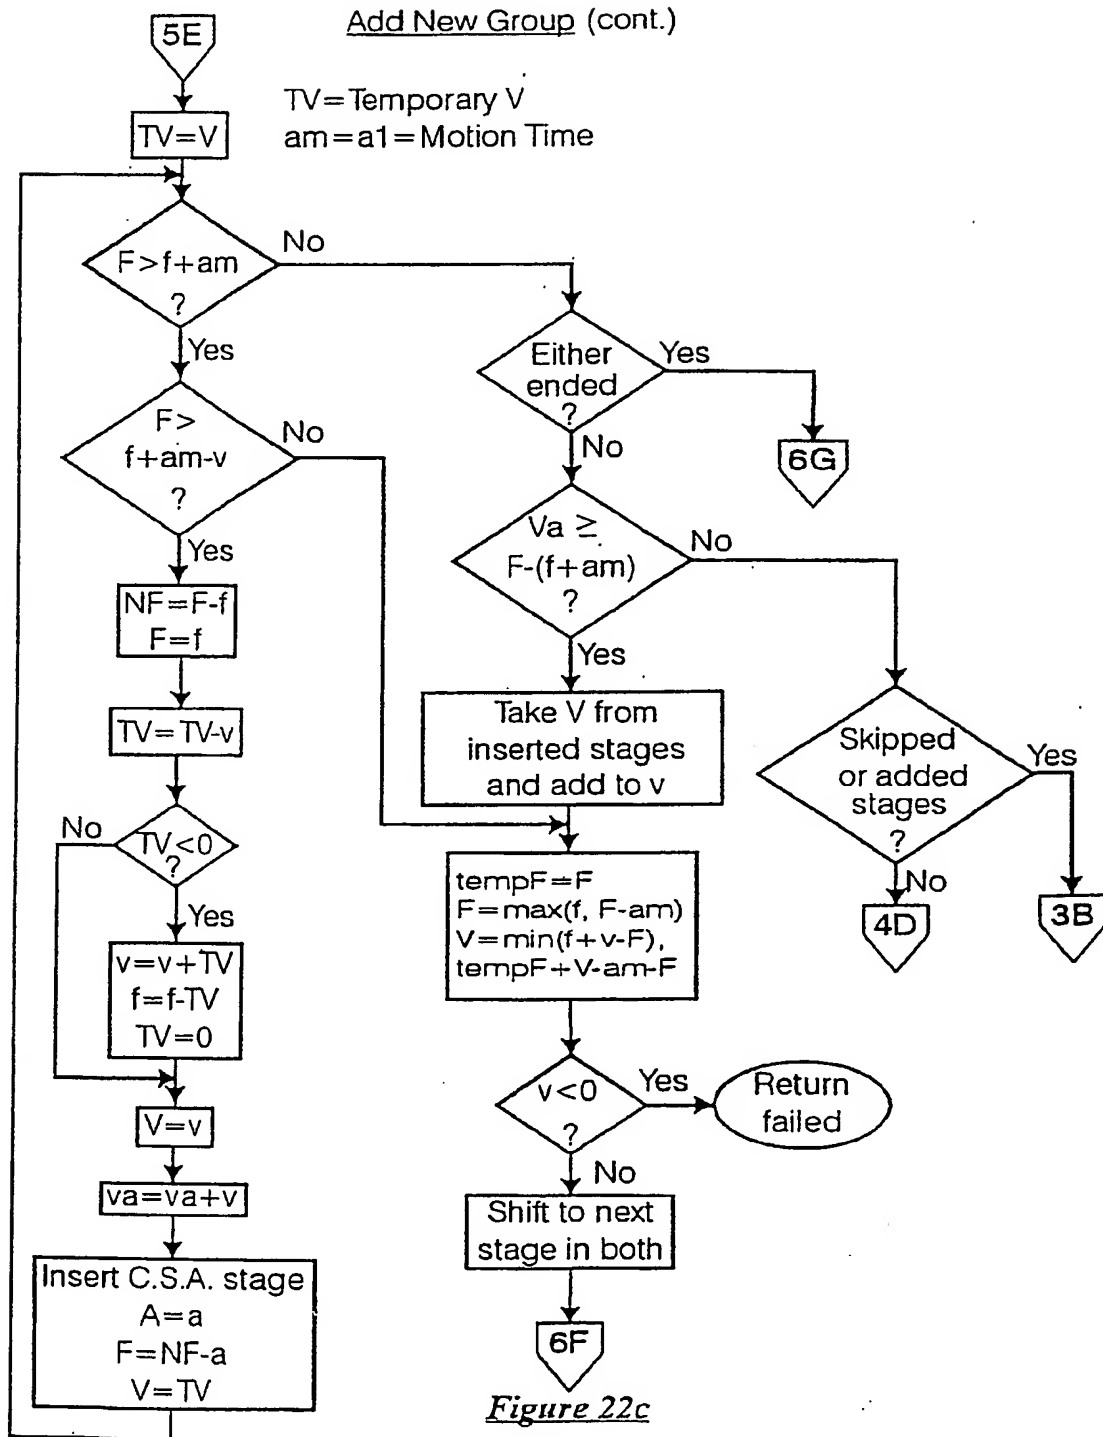 Add New Group (cont.)
5E
TV=Temporary V
am=a1=Motion Time
TV=V
F>f+am
?
No
Yes
F>
f+am-v
?
No
Yes
NF=F-f
F=f
TV=TV-v
TV<0
?
No
Yes
v=v+TV
f=f-TV
TV=0
V=v
va=va+v
Insert C.S.A. stage
A=a
F=NF-a
V=TV
Either
ended
?
Yes
6G
No
Va ≥
F-(f+am)
?
No
Yes
Take V from
inserted stages
and add to v
Skipped
or added
stages
?
Yes
No
4D
3B
tempF=F
F=max(f, F-am)
V=min(f+v-F),
tempF+V-am-F
v<0
?
Yes
Return
failed
No
Shift to next
stage in both
6F
Figure 22c